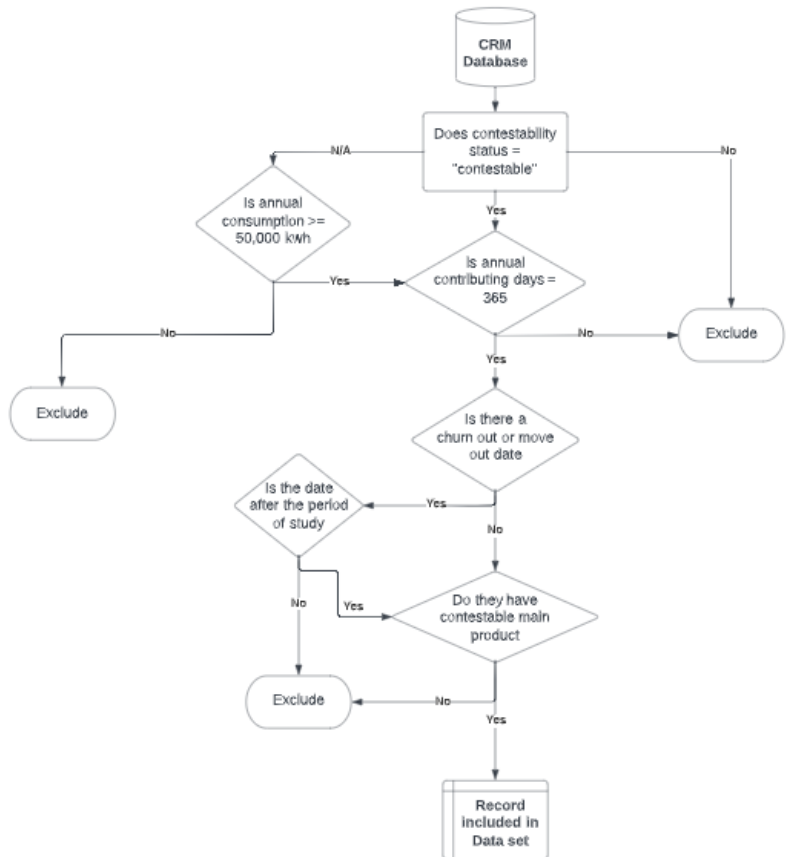 CRM
Database
Does contestability
status =
"contestable"
N/A
No
Is annual
consumption >=
50,000 kwh
Yes
Is annual
contributing days =
365
Yes
No
Exclude
No
Exclude
Yes
Is there a
churn out or move
out date
Is the date
after the period
of study
Yes
No
No
Yes
Do they have
contestable main
product
Exclude
No
Yes
Record
included in
Data set